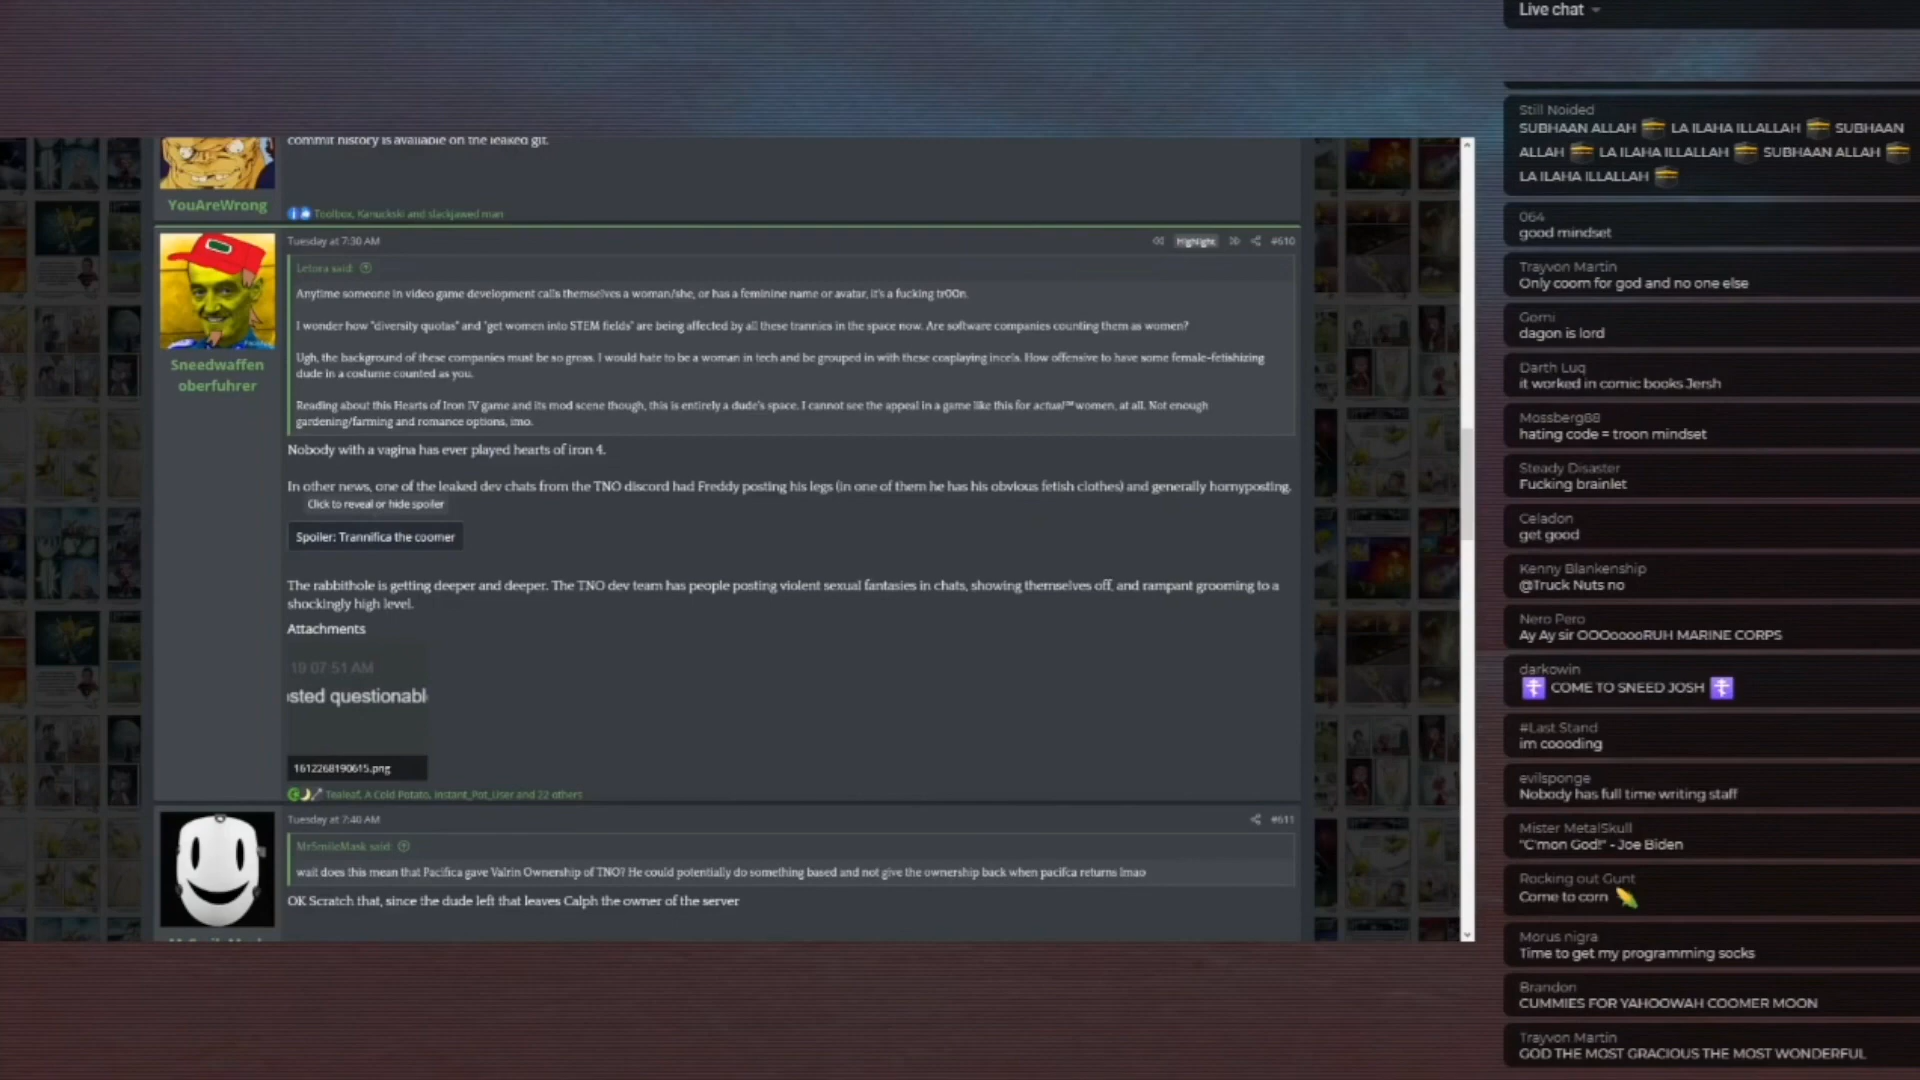 Live chat
commit history is available on the leaked git.
YouAreWrong
Toolbox, Kanuckski and slackjawed man
Tuesday at 7:30 AM
Highlight
#610
Letora said:
Anytime someone in video game development calls themselves a woman/she, or has a feminine name or avatar, it's a fucking tr00n.
I wonder how "diversity quotas" and "get women into STEM fields" are being affected by all these trannies in the space now. Are software companies counting them as women?
Ugh, the background of these companies must be so gross. I would hate to be a woman in tech and be grouped in with these cosplaying incels. How offensive to have some female-fetishizing
dude in a costume counted as you.
Reading about this Hearts of Iron IV game and its mod scene though, this is entirely a dude's space. I cannot see the appeal in a game like this for actual™ women, at all. Not enough
gardening/farming and romance options, imo.
Sneedwaffen
oberfuhrer
Nobody with a vagina has ever played hearts of iron 4.
In other news, one of the leaked dev chats from the TNO discord had Freddy posting his legs (in one of them he has his obvious fetish clothes) and generally hornyposting.
Click to reveal or hide spoiler
Spoiler: Trannifica the coomer
The rabbithole is getting deeper and deeper. The TNO dev team has people posting violent sexual fantasies in chats, showing themselves off, and rampant grooming to a
shockingly high level.
Attachments
19 07:51 AM
osted questionabl
1612268190615.png
Tealeaf, A Cold Potato, Instant_Pot_User and 22 others
Tuesday at 7:40 AM
#611
MrSmileMask said:
wait does this mean that Pacifica gave Valrin Ownership of TNO? He could potentially do something based and not give the ownership back when pacifca returns lmao
OK Scratch that, since the dude left that leaves Calph the owner of the server
Still Noided
SUBHAAN ALLAH 🕋 LA ILAHA ILLALLAH 🕋 SUBHAAN
ALLAH 🕋 LA ILAHA ILLALLAH 🕋 SUBHAAN ALLAH 🕋
LA ILAHA ILLALLAH 🕋
064
good mindset
Trayvon Martin
Only coom for god and no one else
Gomi
dagon is lord
Darth Luq
it worked in comic books Jersh
Mossberg88
hating code = troon mindset
Steady Disaster
Fucking brainlet
Celadon
get good
Kenny Blankenship
@Truck Nuts no
Nero Pero
Ay Ay sir OOOooooRUH MARINE CORPS
darkowin
☦️ COME TO SNEED JOSH ☦️
#Last Stand
im coooding
evilsponge
Nobody has full time writing staff
Mister MetalSkull
"C'mon God!" - Joe Biden
Rocking out Gunt
Come to corn 🌽
Morus nigra
Time to get my programming socks
Brandon
CUMMIES FOR YAHOOWAH COOMER MOON
Trayvon Martin
GOD THE MOST GRACIOUS THE MOST WONDERFUL